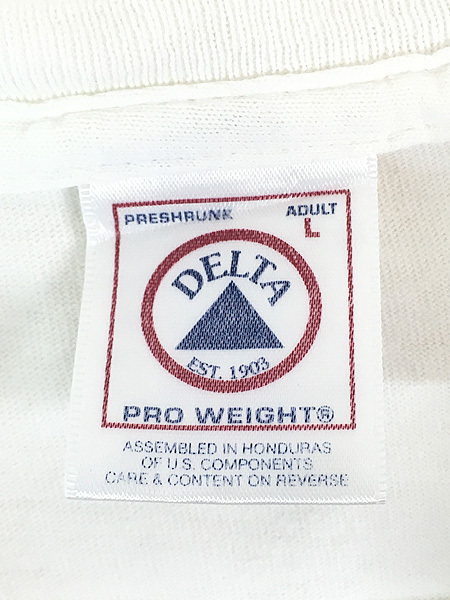 PRESHRUNK ADULT
L
DELTA
EST. 1903
PRO WEIGHT®
ASSEMBLED IN HONDURAS
OF U.S. COMPONENTS
CARE & CONTENT ON REVERSE